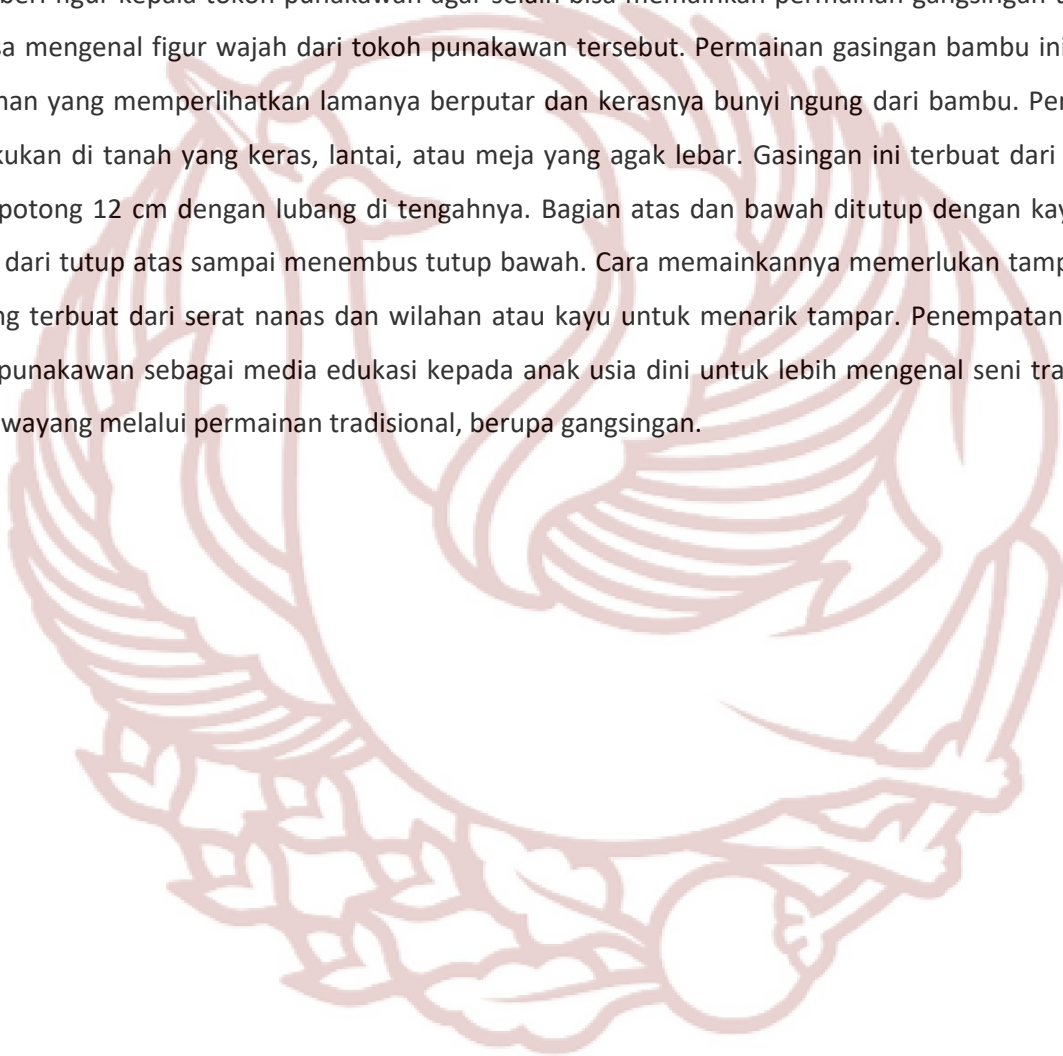 figur kepala tokoh punakawan agar selain bisa memainkan permainan gangsingan
mengenal figur wajah dari tokoh punakawan tersebut. Permainan gasingan bambu ini
yang memperlihatkan lamanya berputar dan kerasnya bunyi ngung dari bambu.
di tanah yang keras, lantai, atau meja yang agak lebar. Gasingan ini terbuat dari
potong 12 cm dengan lubang di tengahnya. Bagian atas dan bawah ditutup dengan
dari tutup atas sampai menembus tutup bawah. Cara memainkannya memerlukan
terbuat dari serat nanas dan wilahan atau kayu untuk menarik tampar. Penempatan
punakawan sebagai media edukasi kepada anak usia dini untuk lebih mengenal seni
wayang melalui permainan tradisional, berupa gangsingan.